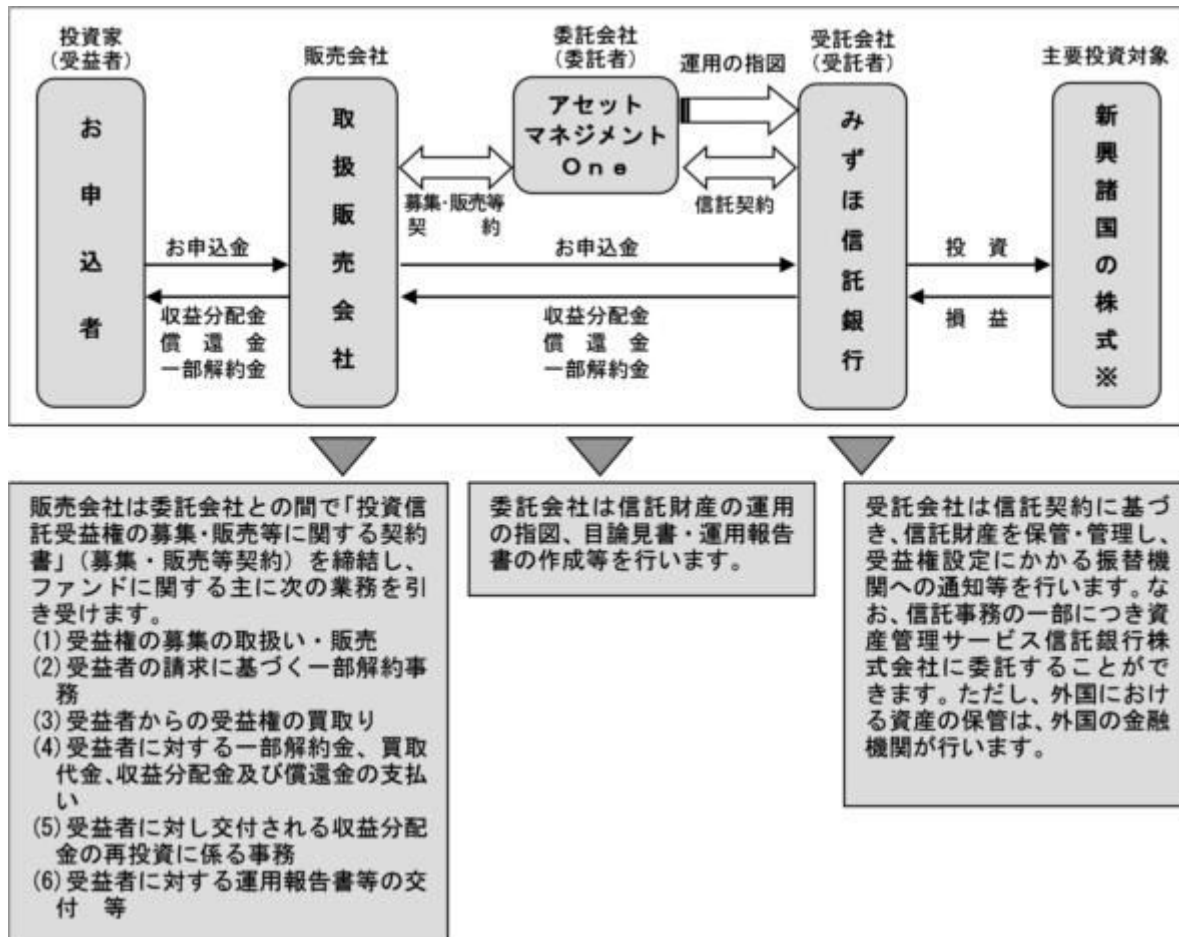 投資家
(受益者)
お申込者
販売会社
取扱販売会社
委託会社
(委託者)
アセット
マネジメント
One
運用の指図
受託会社
(受託者)
みずほ信託銀行
主要投資対象
新興諸国の株式※
募集・販売等
契約
信託契約
お申込金
収益分配金
償還金
一部解約金
お申込金
収益分配金
償還金
一部解約金
投資
損益
販売会社は委託会社との間で「投資信
託受益権の募集・販売等に関する契約
書」(募集・販売等契約)を締結し、
ファンドに関する主に次の業務を引
き受けます。
(1)受益権の募集の取扱い・販売
(2)受益者の請求に基づく一部解約事
務
(3)受益者からの受益権の買取り
(4)受益者に対する一部解約金、買取
代金、収益分配金及び償還金の支払
い
(5)受益者に対し交付される収益分配
金の再投資に係る事務
(6)受益者に対する運用報告書等の交
付 等
委託会社は信託財産の運用
の指図、目論見書・運用報告
書の作成等を行います。
受託会社は信託契約に基づ
き、信託財産を保管・管理し、
受益権設定にかかる振替機
関への通知等を行います。な
お、信託事務の一部につき資
産管理サービス信託銀行株
式会社に委託することがで
きます。ただし、外国におけ
る資産の保管は、外国の金融
機関が行います。